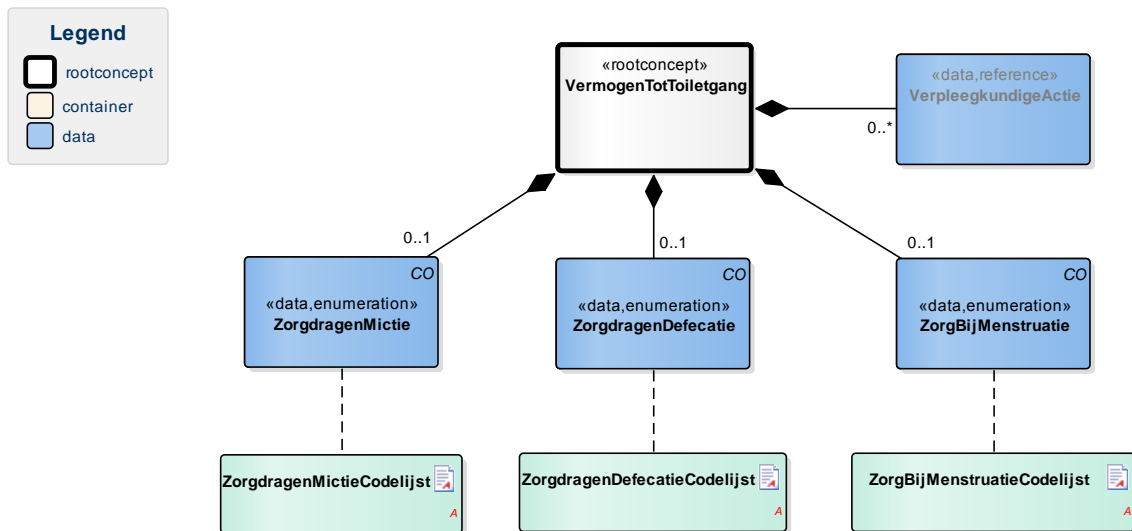 Legend
rootconcept
container
data
«rootconcept»
VermogenTotToiletgang
«data,reference»
VerpleegkundigeActie
0..*
0..1
0..1
0..1
CO
«data,enumeration»
ZorgdragenMictie
CO
«data,enumeration»
ZorgdragenDefecatie
CO
«data,enumeration»
ZorgBijMenstruatie
ZorgdragenMictieCodelijst
A
ZorgdragenDefecatieCodelijst
A
ZorgBijMenstruatieCodelijst
A